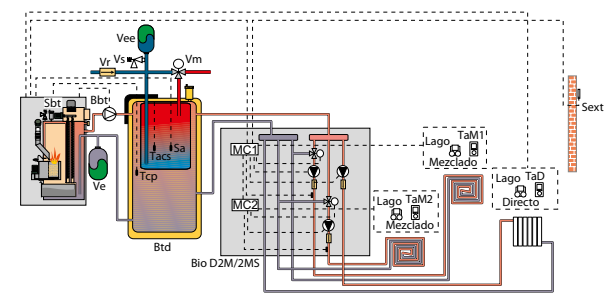 Vee
Vs
Vr
Vm
Sbt
Bbt
Sext
Sa
Tacs
Tcp
Ve
Btd
MC1
MC2
Bio D2M/2MS
Lago TaM1
Mezclado
Lago TaD
Directo
Lago TaM2
Mezclado